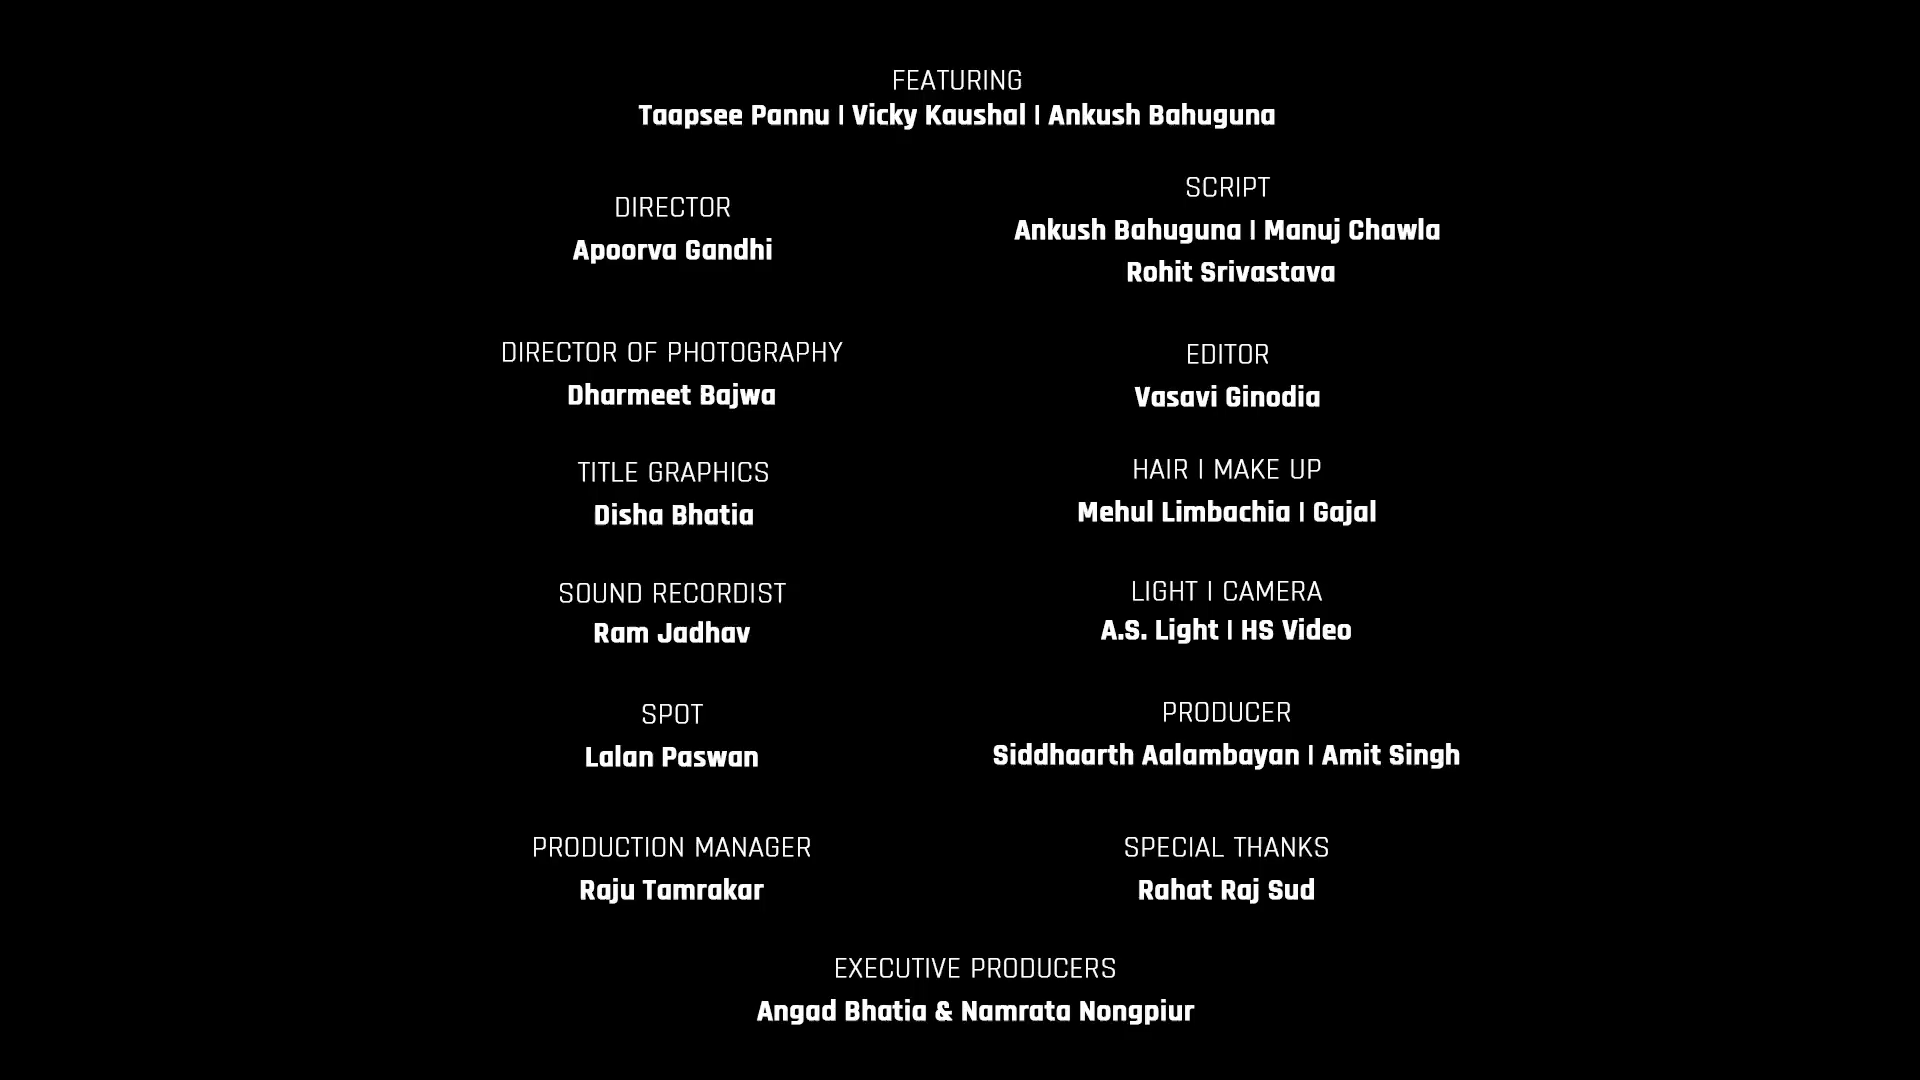 FEATURING
Taapsee Pannu | Vicky Kaushal | Ankush Bahuguna
DIRECTOR
Apoorva Gandhi
SCRIPT
Ankush Bahuguna | Manuj Chawla
Rohit Srivastava
DIRECTOR OF PHOTOGRAPHY
Dharmeet Bajwa
EDITOR
Vasavi Ginodia
TITLE GRAPHICS
Disha Bhatia
HAIR | MAKE UP
Mehul Limbachia | Gajal
SOUND RECORDIST
Ram Jadhav
LIGHT | CAMERA
A.S. Light | HS Video
SPOT
Lalan Paswan
PRODUCER
Siddhaarth Aalambayan | Amit Singh
PRODUCTION MANAGER
Raju Tamrakar
SPECIAL THANKS
Rahat Raj Sud
EXECUTIVE PRODUCERS
Angad Bhatia & Namrata Nongpiur